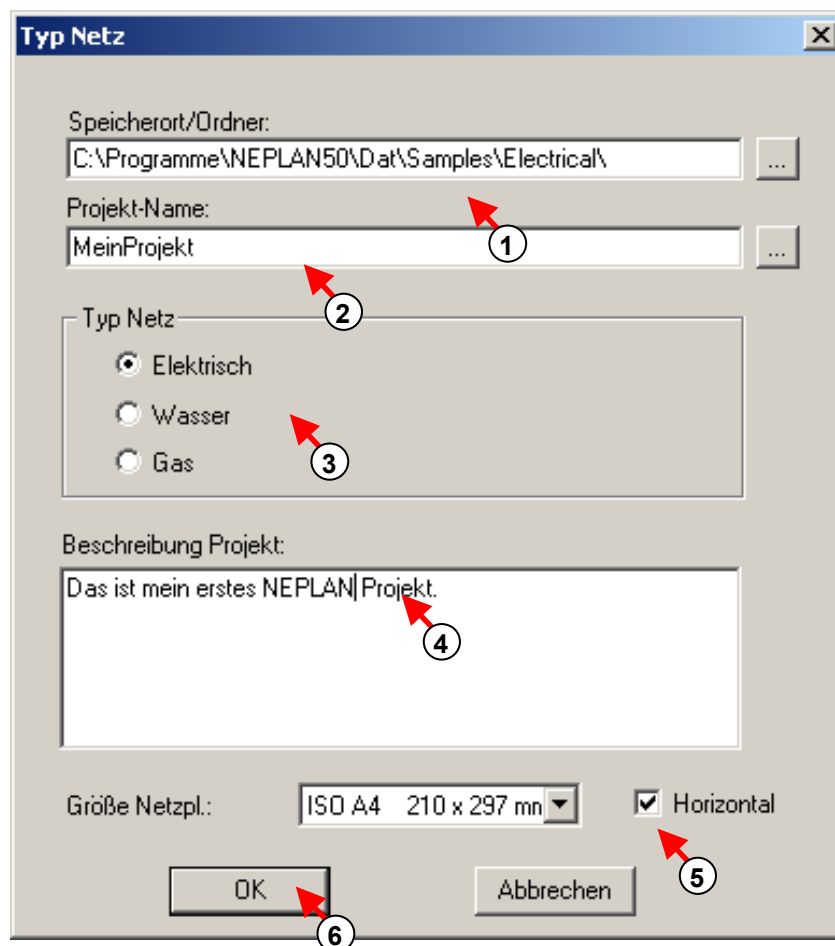 Typ Netz
Speicherort/Ordner:
C:\Programme\NEPLAN50\Dat\Samples\Electrical\
...
Projekt-Name:
1
MeinProjekt
...
2
Typ Netz
Elektrisch
Wasser
3
Gas
Beschreibung Projekt:
Das ist mein erstes NEPLAN Projekt.
4
Größe Netzpl.:
ISO A4 210 x 297 mn
Horizontal
5
OK
Abbrechen
6